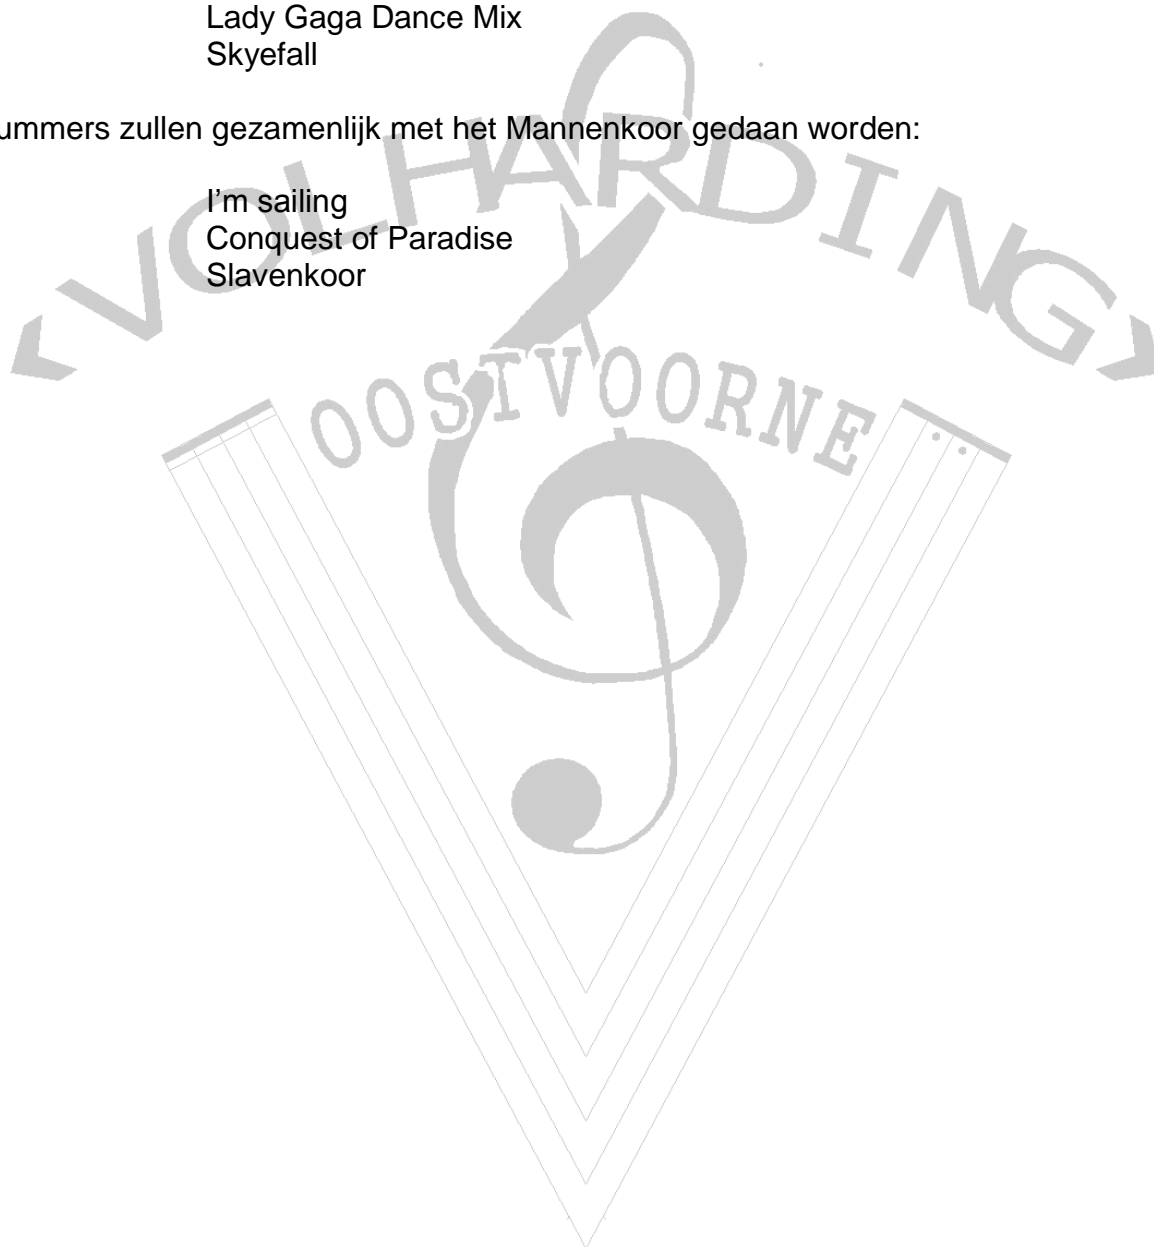 Lady Gaga Dance Mix
Skyefall
ummers zullen gezamenlijk met het Mannenkoor gedaan worden:
I'm sailing
Conquest of Paradise
Slavenkoor
‹VOLHARDING›
OOSTVOORNE